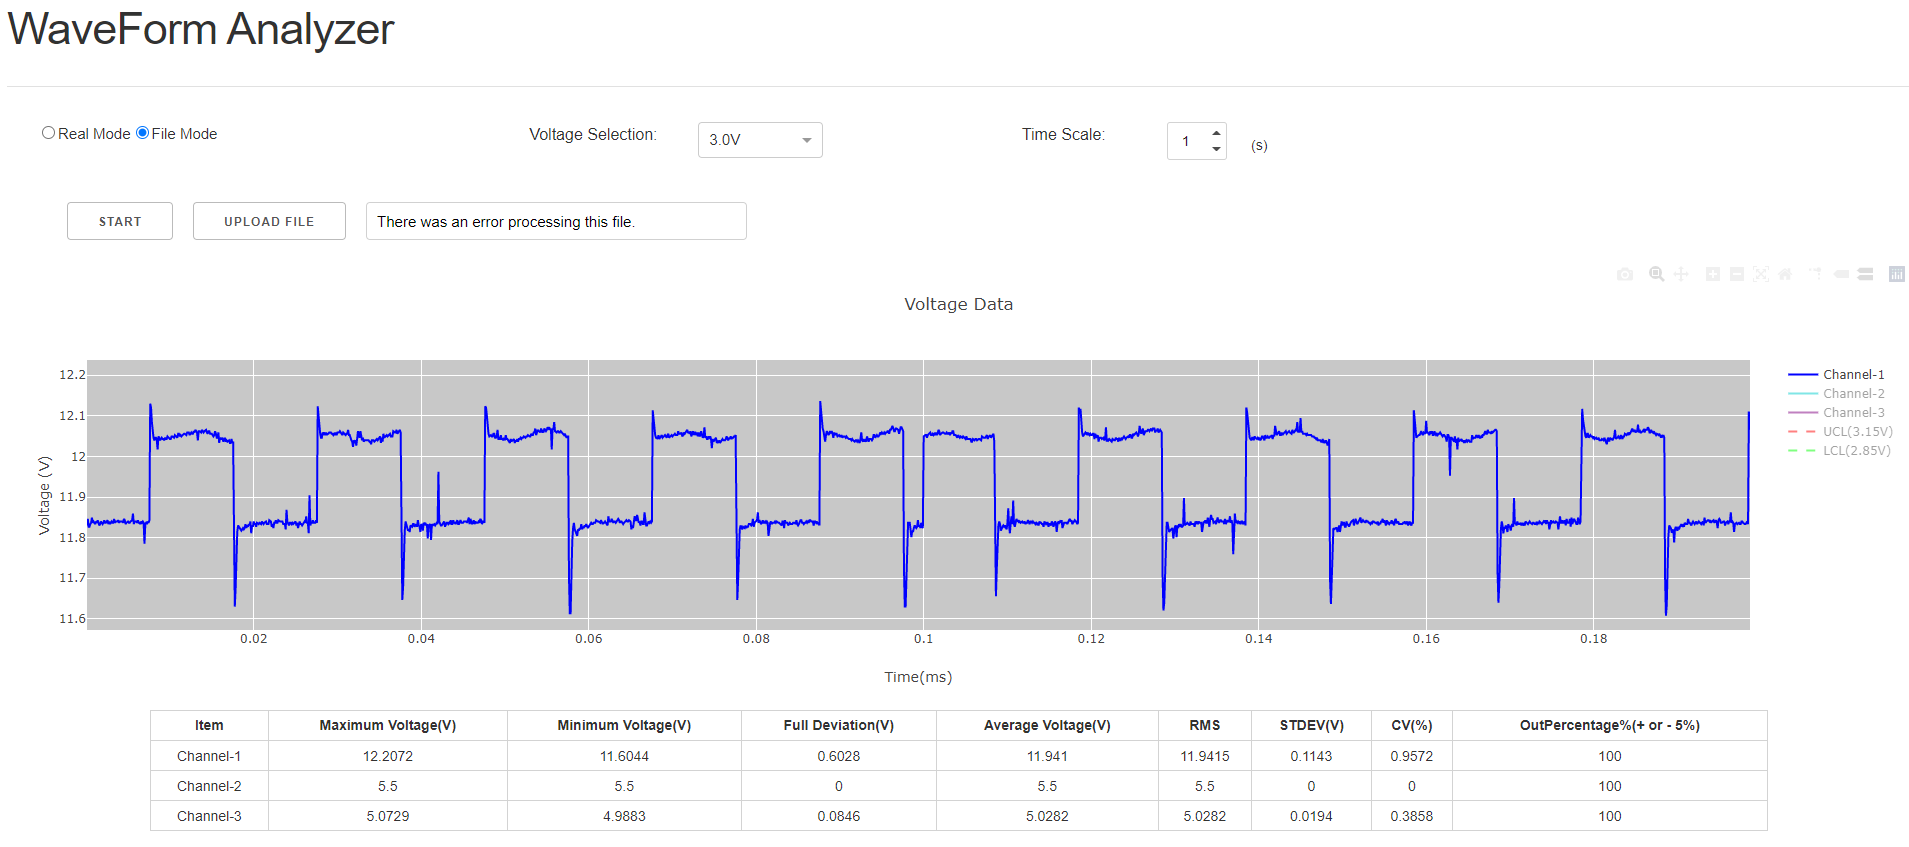 WaveForm Analyzer
Real Mode File Mode Voltage Selection: 3.0V Time Scale: 1 (s)
START UPLOAD FILE There was an error processing this file.
Voltage Data
12.2
12.1
12
11.9
11.8
11.7
11.6
Voltage (V)
0.02 0.04 0.06 0.08 0.1 0.12 0.14 0.16 0.18
Time(ms)
Channel-1
Channel-2
Channel-3
UCL(3.15V)
LCL(2.85V)
Item Maximum Voltage(V) Minimum Voltage(V) Full Deviation(V) Average Voltage(V) RMS STDEV(V) CV(%) OutPercentage%(+ or - 5%)
Channel-1 12.2072 11.6044 0.6028 11.941 11.9415 0.1143 0.9572 100
Channel-2 5.5 5.5 0 5.5 5.5 0 0 100
Channel-3 5.0729 4.9883 0.0846 5.0282 5.0282 0.0194 0.3858 100